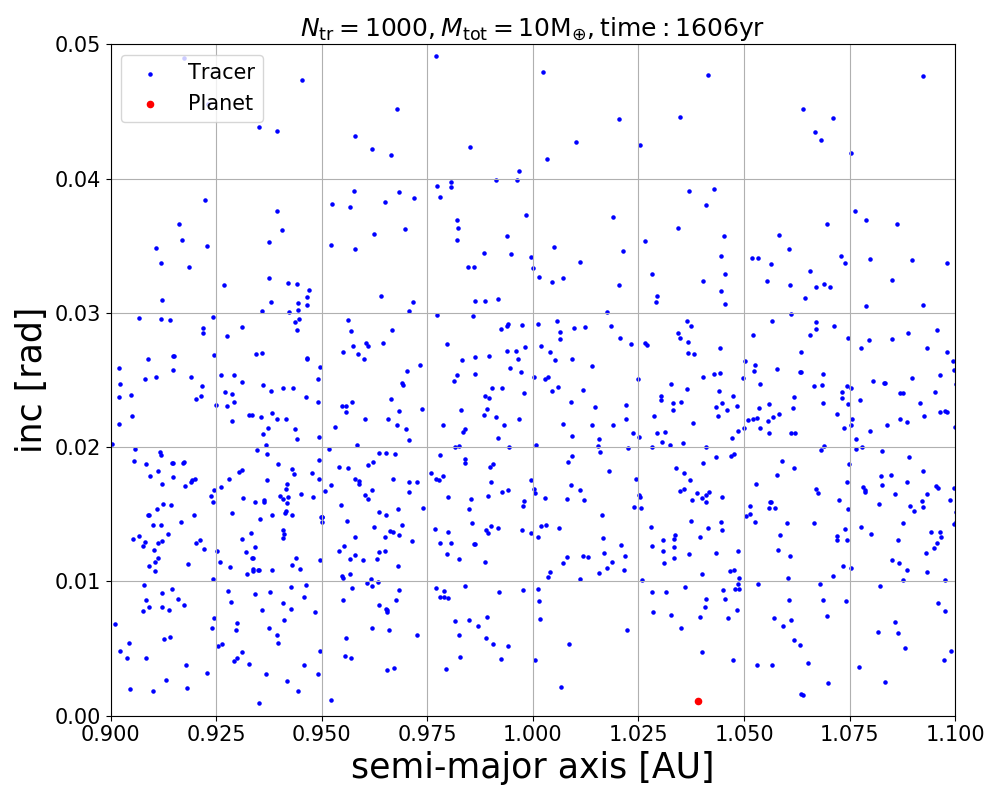 N_tr = 1000, M_tot = 10M_⊕, time : 1606yr
0.05
Tracer
Planet
0.04
0.03
inc [rad]
0.02
0.01
0.00
0.900 0.925 0.950 0.975 1.000 1.025 1.050 1.075 1.100
semi-major axis [AU]